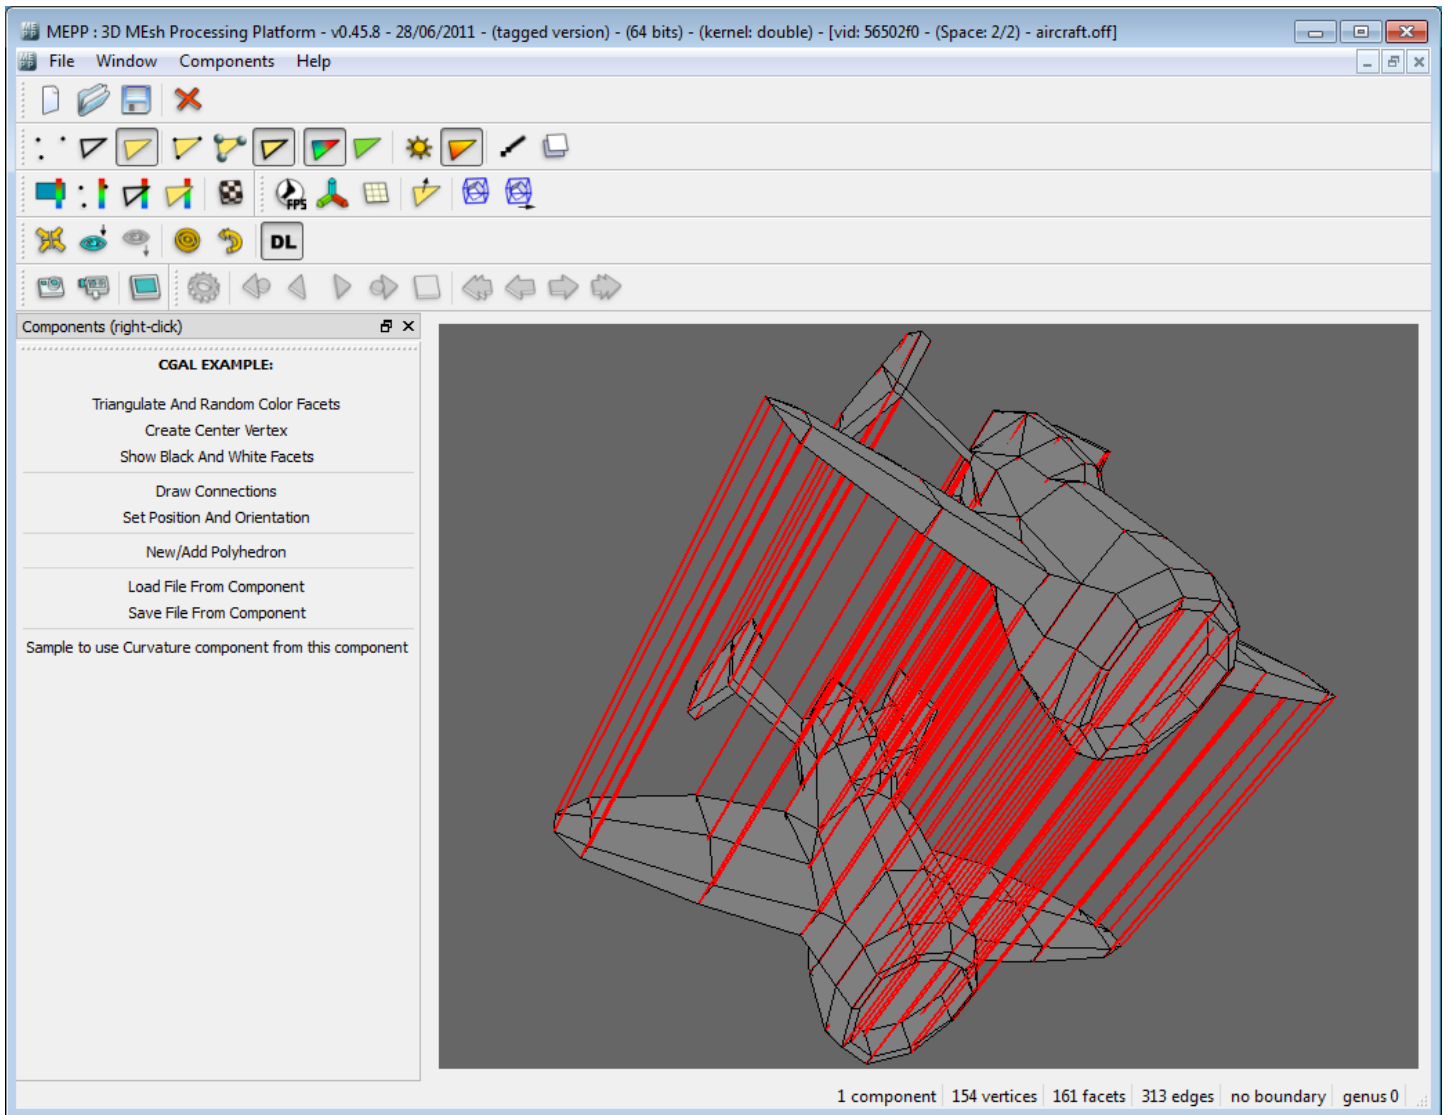 MEPP : 3D MEsh Processing Platform - v0.45.8 - 28/06/2011 - (tagged version) - (64 bits) - (kernel: double) - [vid: 56502f0 - (Space: 2/2) - aircraft.off]
File Window Components Help
FPS
DL
Components (right-click)
CGAL EXAMPLE:
Triangulate And Random Color Facets
Create Center Vertex
Show Black And White Facets
Draw Connections
Set Position And Orientation
New/Add Polyhedron
Load File From Component
Save File From Component
Sample to use Curvature component from this component
1 component 154 vertices 161 facets 313 edges no boundary genus 0